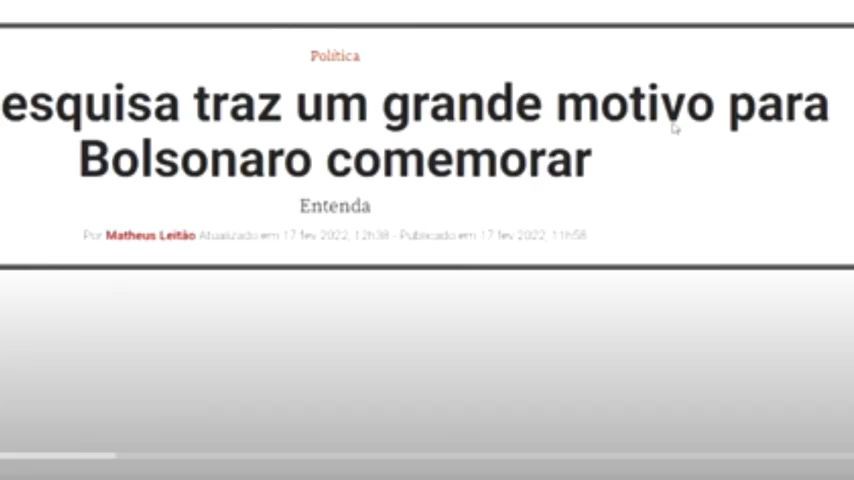 Política
esquisa traz um grande motivo para
Bolsonaro comemorar
Entenda
Por Matheus Leitão Atualizado em 17 fev 2022, 12h38 - Publicado em 17 fev 2022, 11h58